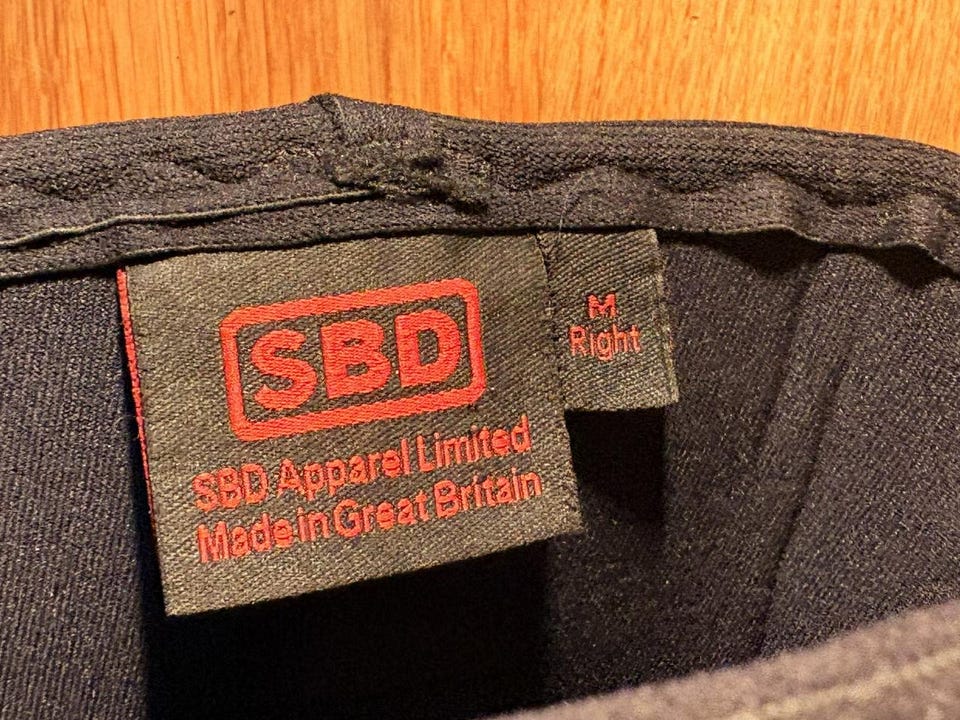 SBD
SBD Apparel Limited
Made in Great Britain
M
Right